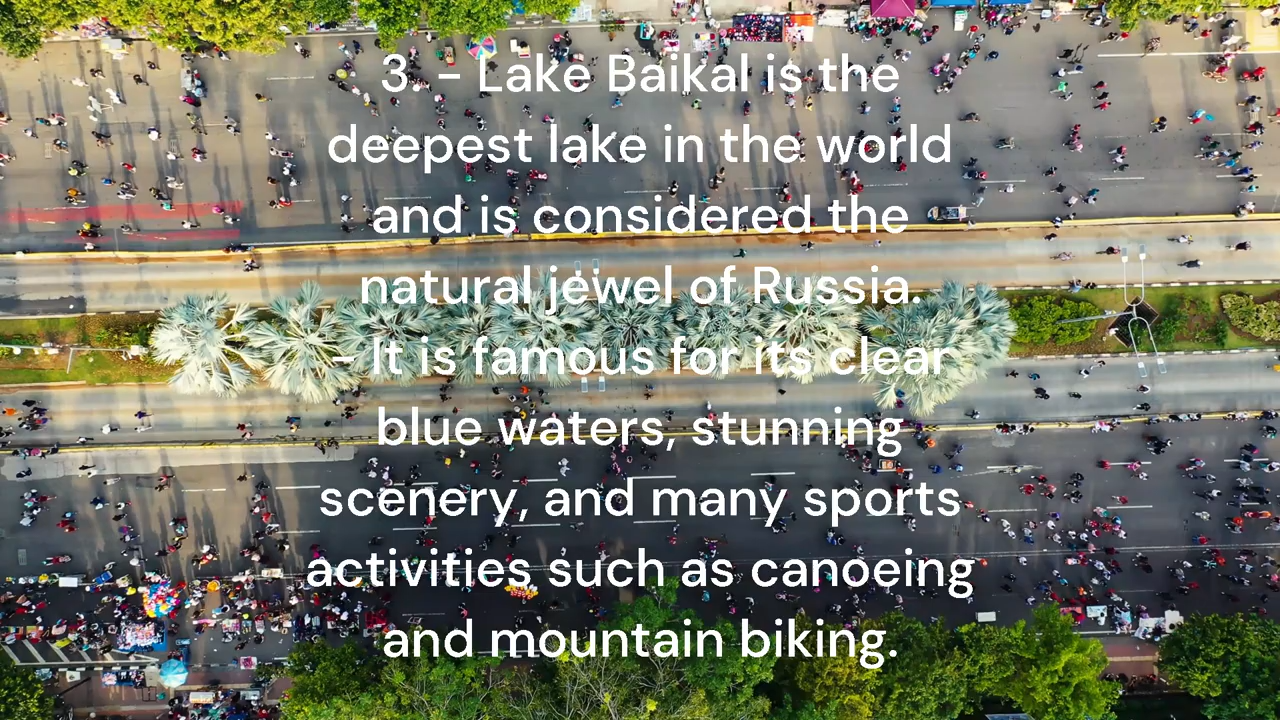 3. - Lake Baikal is the
deepest lake in the world
and is considered the
natural jewel of Russia.
- It is famous for its clear
blue waters, stunning
scenery, and many sports
activities such as canoeing
and mountain biking.